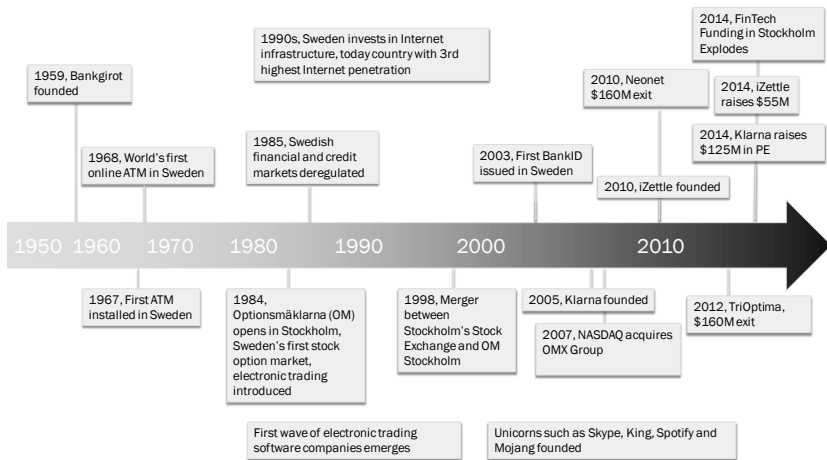 2014, FinTech
Funding in Stockholm
Explodes
1990s, Sweden invests in Internet
infrastructure, today country with 3rd
highest Internet penetration
1959, Bankgirot
founded
2010, Neonet
$160M exit
2014, iZettle
raises $55M
1968, World's first
online ATM in Sweden
1985, Swedish
financial and credit
markets deregulated
2003, First BankID
issued in Sweden
2014, Klarna raises
$125M in PE
2010, iZettle founded
1950 1960 1970 1980 1990 2000 2010
1967, First ATM
installed in Sweden
1984,
Optionsmäklarna (OM)
opens in Stockholm,
Sweden's first stock
option market,
electronic trading
introduced
1998, Merger
between
Stockholm's Stock
Exchange and OM
Stockholm
2005, Klarna founded
2007, NASDAQ acquires
OMX Group
2012, TriOptima,
$160M exit
First wave of electronic trading
software companies emerges
Unicorns such as Skype, King, Spotify and
Mojang founded